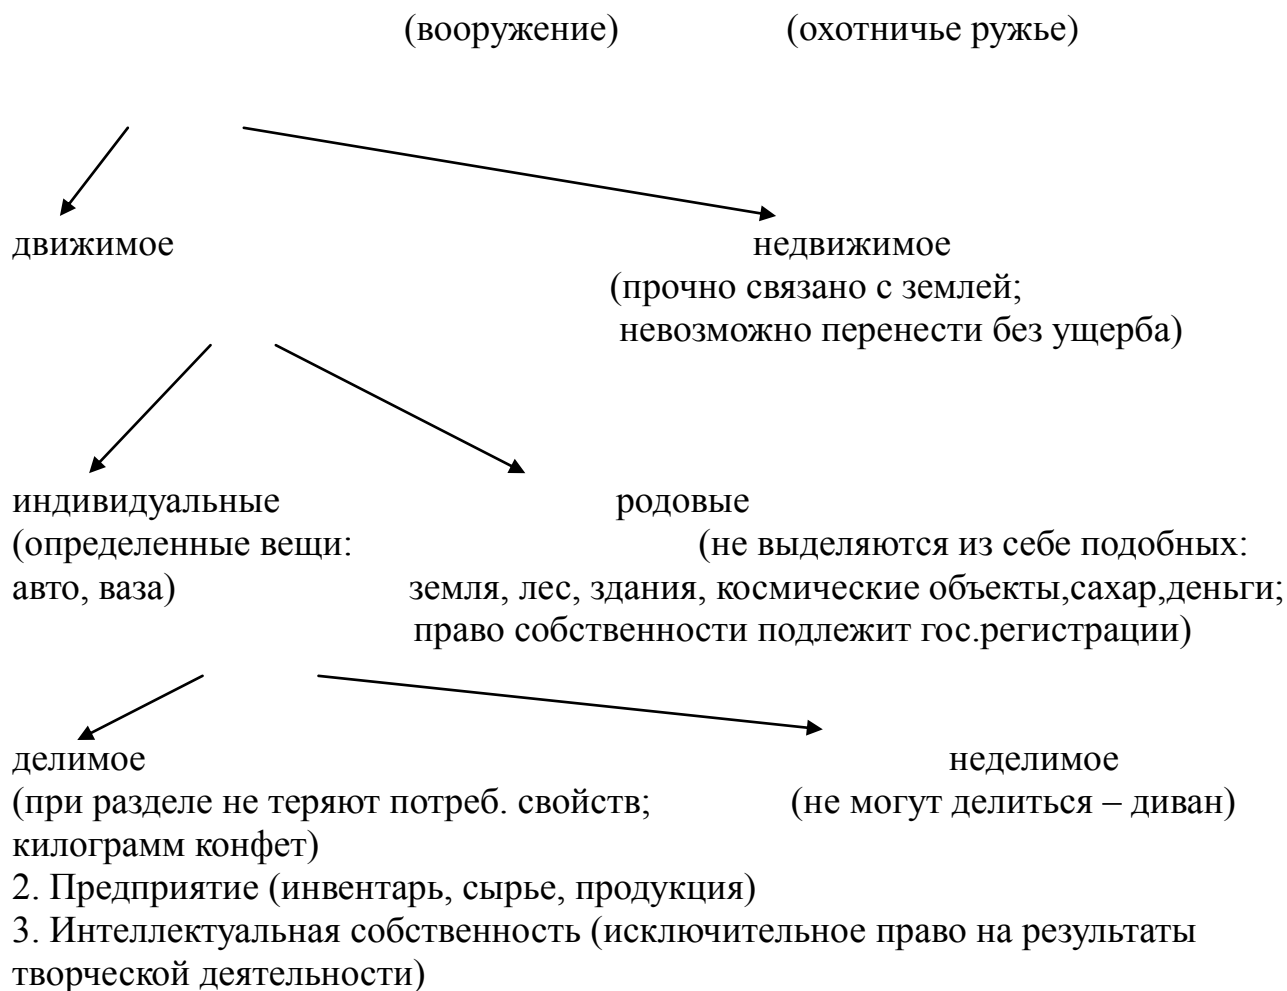 (вооружение) (охотничье ружье)
движимое недвижимое
(прочно связано с землей;
невозможно перенести без ущерба)
индивидуальные родовые
(определенные вещи: (не выделяются из себе подобных:
авто, ваза) земля, лес, здания, космические объекты,сахар,деньги;
право собственности подлежит гос.регистрации)
делимое неделимое
(при разделе не теряют потреб. свойств; (не могут делиться – диван)
килограмм конфет)
2. Предприятие (инвентарь, сырье, продукция)
3. Интеллектуальная собственность (исключительное право на результаты
творческой деятельности)